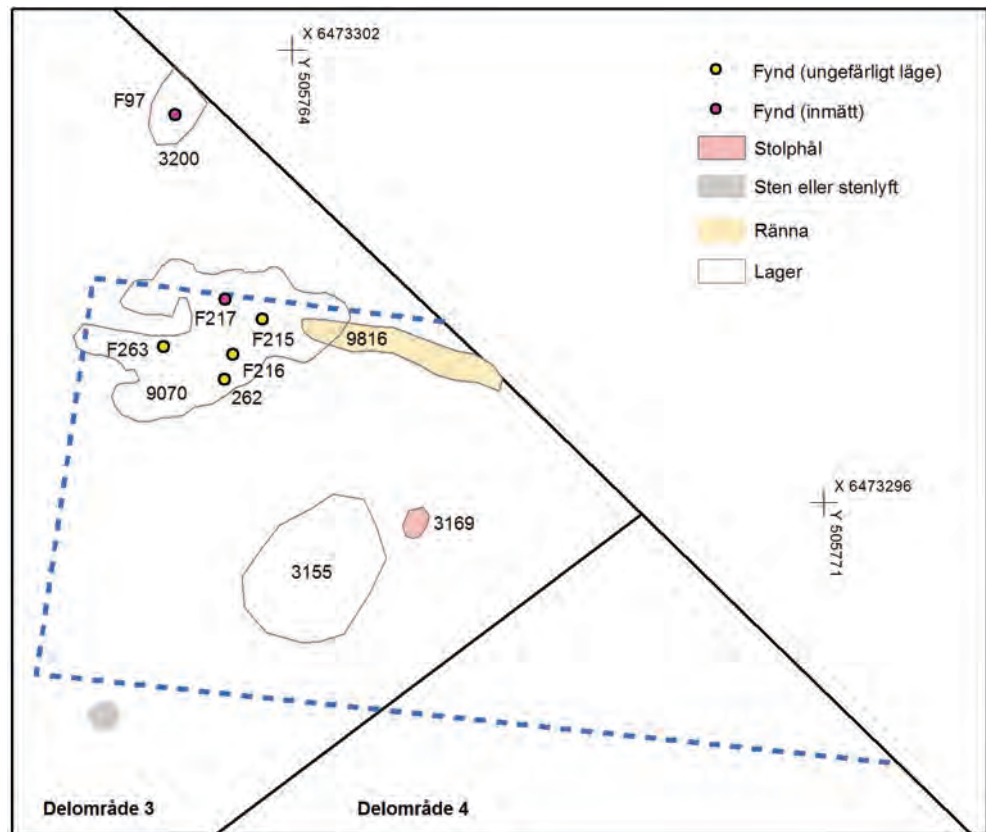 X 6473302
Y 505764
Fynd (ungefärligt läge)
Fynd (inmätt)
Stolphål
Sten eller stenlyft
Ränna
Lager
F97
3200
F217
F215
9816
F263
F216
9070
262
X 6473296
Y 505771
3169
3155
Delområde 3
Delområde 4